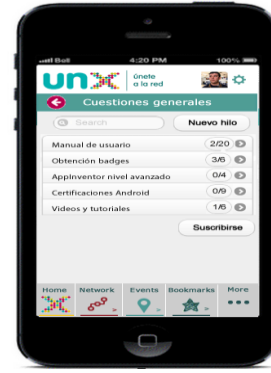 Bell 4:20 PM 100%
UNX únete
a la red
Cuestiones generales
Search Nuevo hilo
Manual de usuario 2/20
Obtención badges 3/6
AppInventor nivel avanzado 0/4
Certificaciones Android 0/9
Videos y tutoriales 1/6
Suscribirse
Home Network Events Bookmarks More